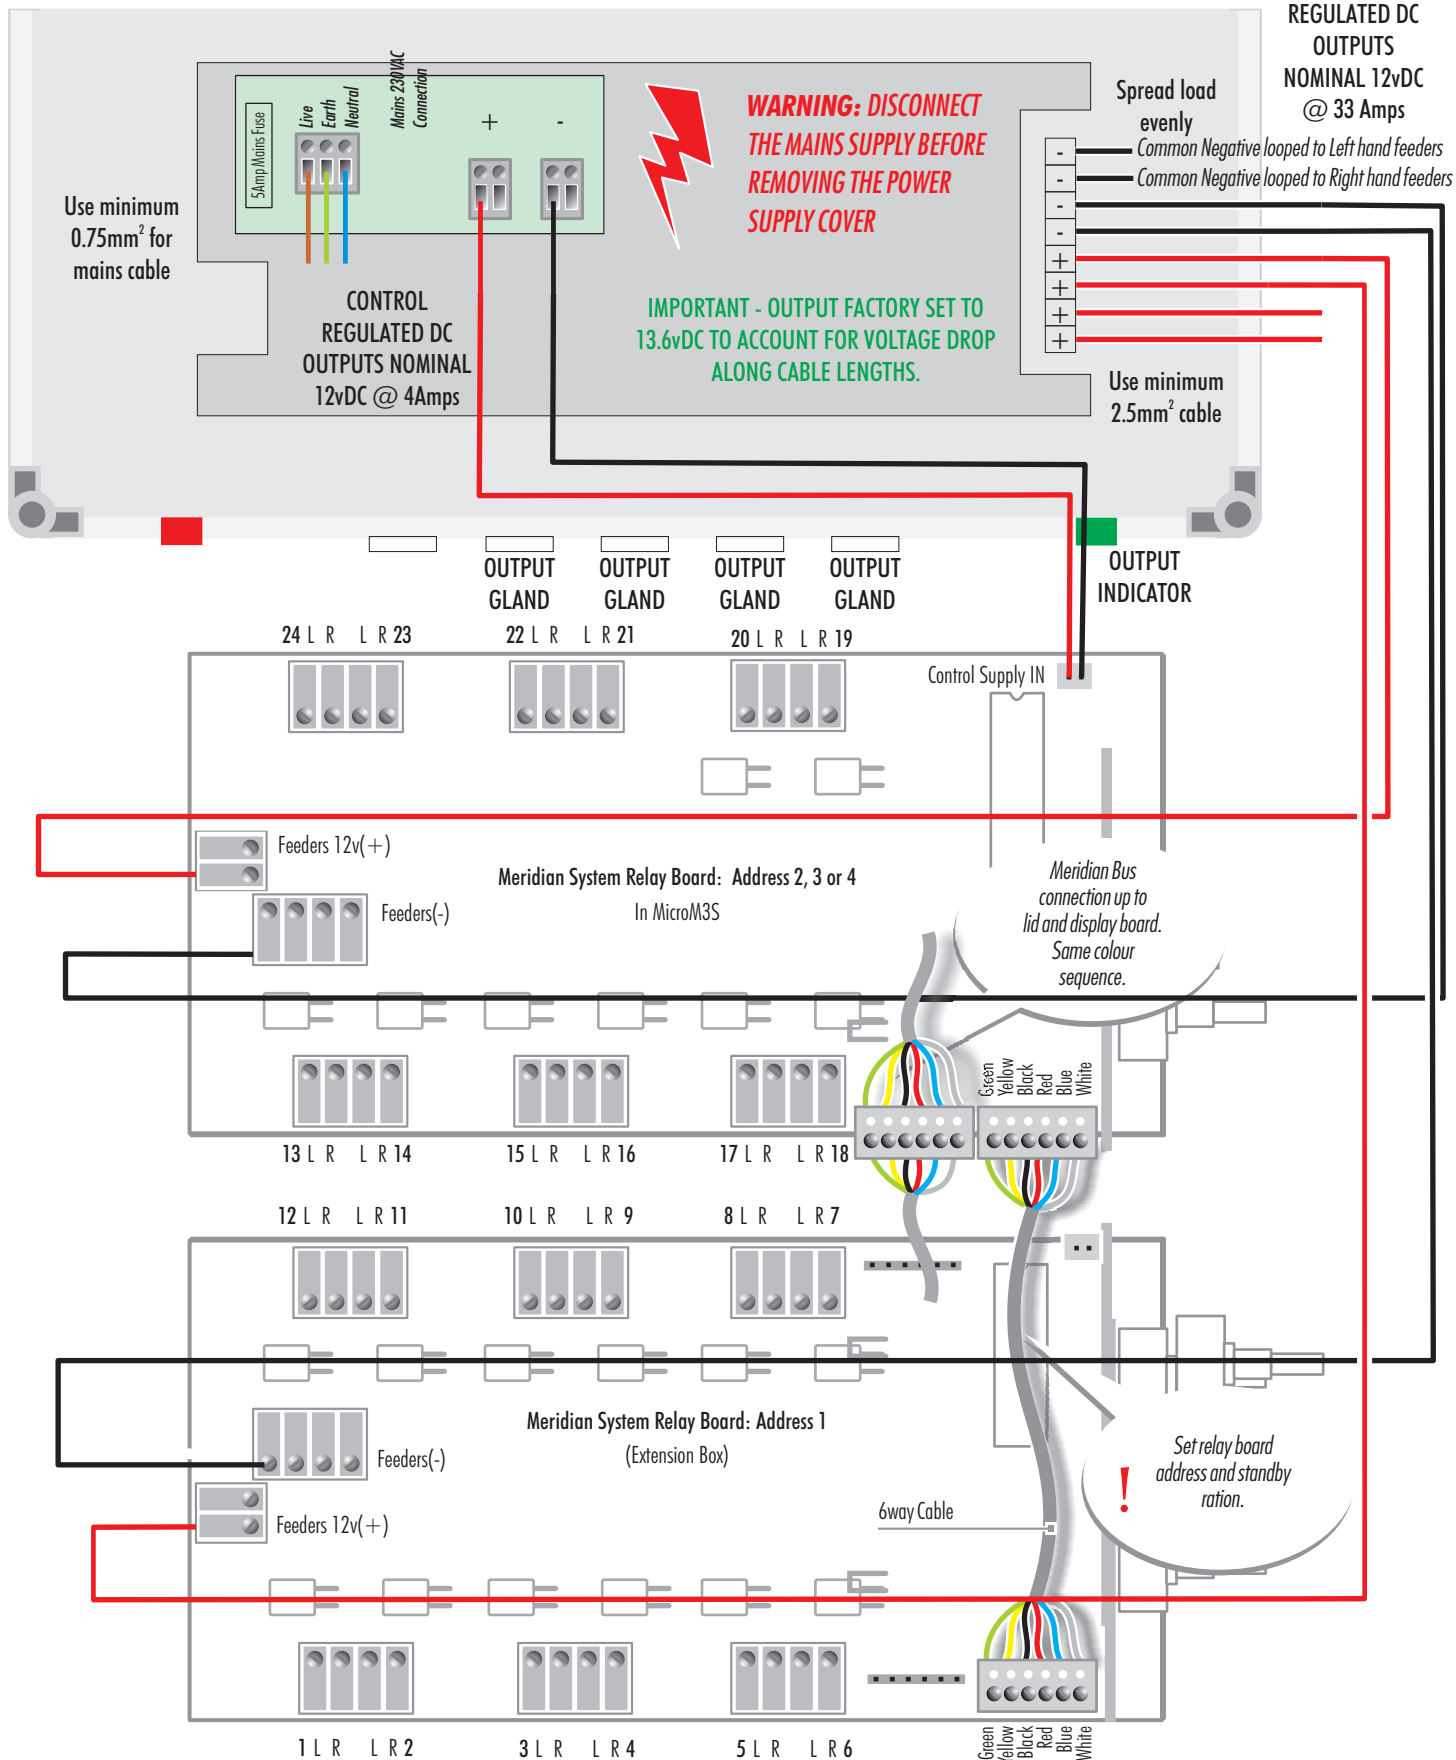 REGULATED DC
OUTPUTS
NOMINAL 12vDC
@ 33 Amps
5Amp Mains Fuse
Live
Earth
Neutral
Mains 230VAC
Connection
+
-
WARNING: DISCONNECT
THE MAINS SUPPLY BEFORE
REMOVING THE POWER
SUPPLY COVER
Spread load
evenly
- Common Negative looped to Left hand feeders
- Common Negative looped to Right hand feeders
-
-
+
+
+
+
Use minimum
0.75mm² for
mains cable
CONTROL
REGULATED DC
OUTPUTS NOMINAL
12vDC @ 4Amps
IMPORTANT - OUTPUT FACTORY SET TO
13.6vDC TO ACCOUNT FOR VOLTAGE DROP
ALONG CABLE LENGTHS.
Use minimum
2.5mm² cable
OUTPUT
GLAND
OUTPUT
GLAND
OUTPUT
GLAND
OUTPUT
GLAND
OUTPUT
INDICATOR
24 L R L R 23
22 L R L R 21
20 L R L R 19
Control Supply IN
Feeders 12v(+)
Meridian System Relay Board: Address 2, 3 or 4
In MicroM3S
Feeders(-)
Meridian Bus
connection up to
lid and display board.
Same colour
sequence.
Green
Yellow
Black
Red
Blue
White
13 L R L R 14
15 L R L R 16
17 L R L R 18
12 L R L R 11
10 L R L R 9
8 L R L R 7
Meridian System Relay Board: Address 1
(Extension Box)
Feeders(-)
Feeders 12v(+)
6way Cable
!
Set relay board
address and standby
ration.
Green
Yellow
Black
Red
Blue
White
1 L R L R 2
3 L R L R 4
5 L R L R 6